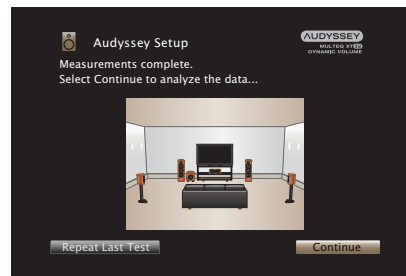 Audyssey Setup
AUDYSSEY
MULTEQ XT32
DYNAMIC VOLUME
Measurements complete.
Select Continue to analyze the data...
Repeat Last Test
Continue